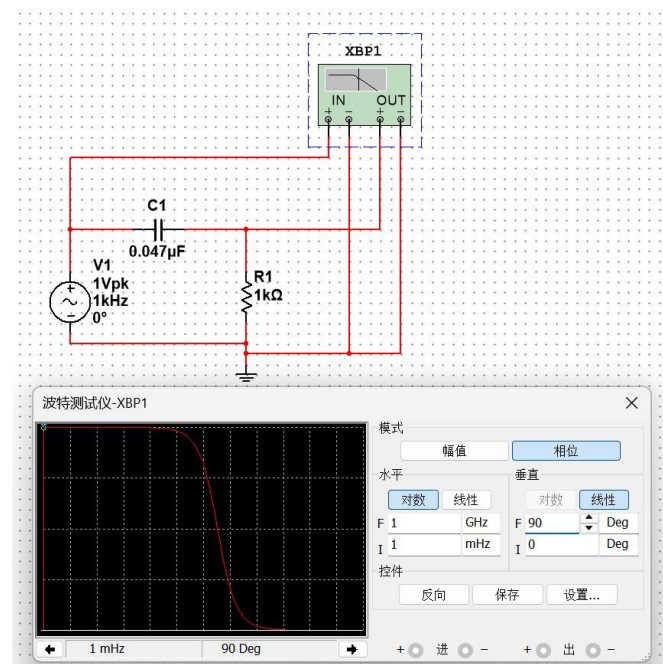 XBP1
IN OUT
+ − + −
C1
0.047µF
V1
1Vpk
1kHz
0°
+
−
R1
1kΩ
波特测试仪-XBP1
模式
幅值 相位
水平 垂直
对数 线性 对数 线性
F 1 GHz F 90 Deg
I 1 mHz I 0 Deg
控件
反向 保存 设置...
1 mHz 90 Deg + 进 − + 出 −